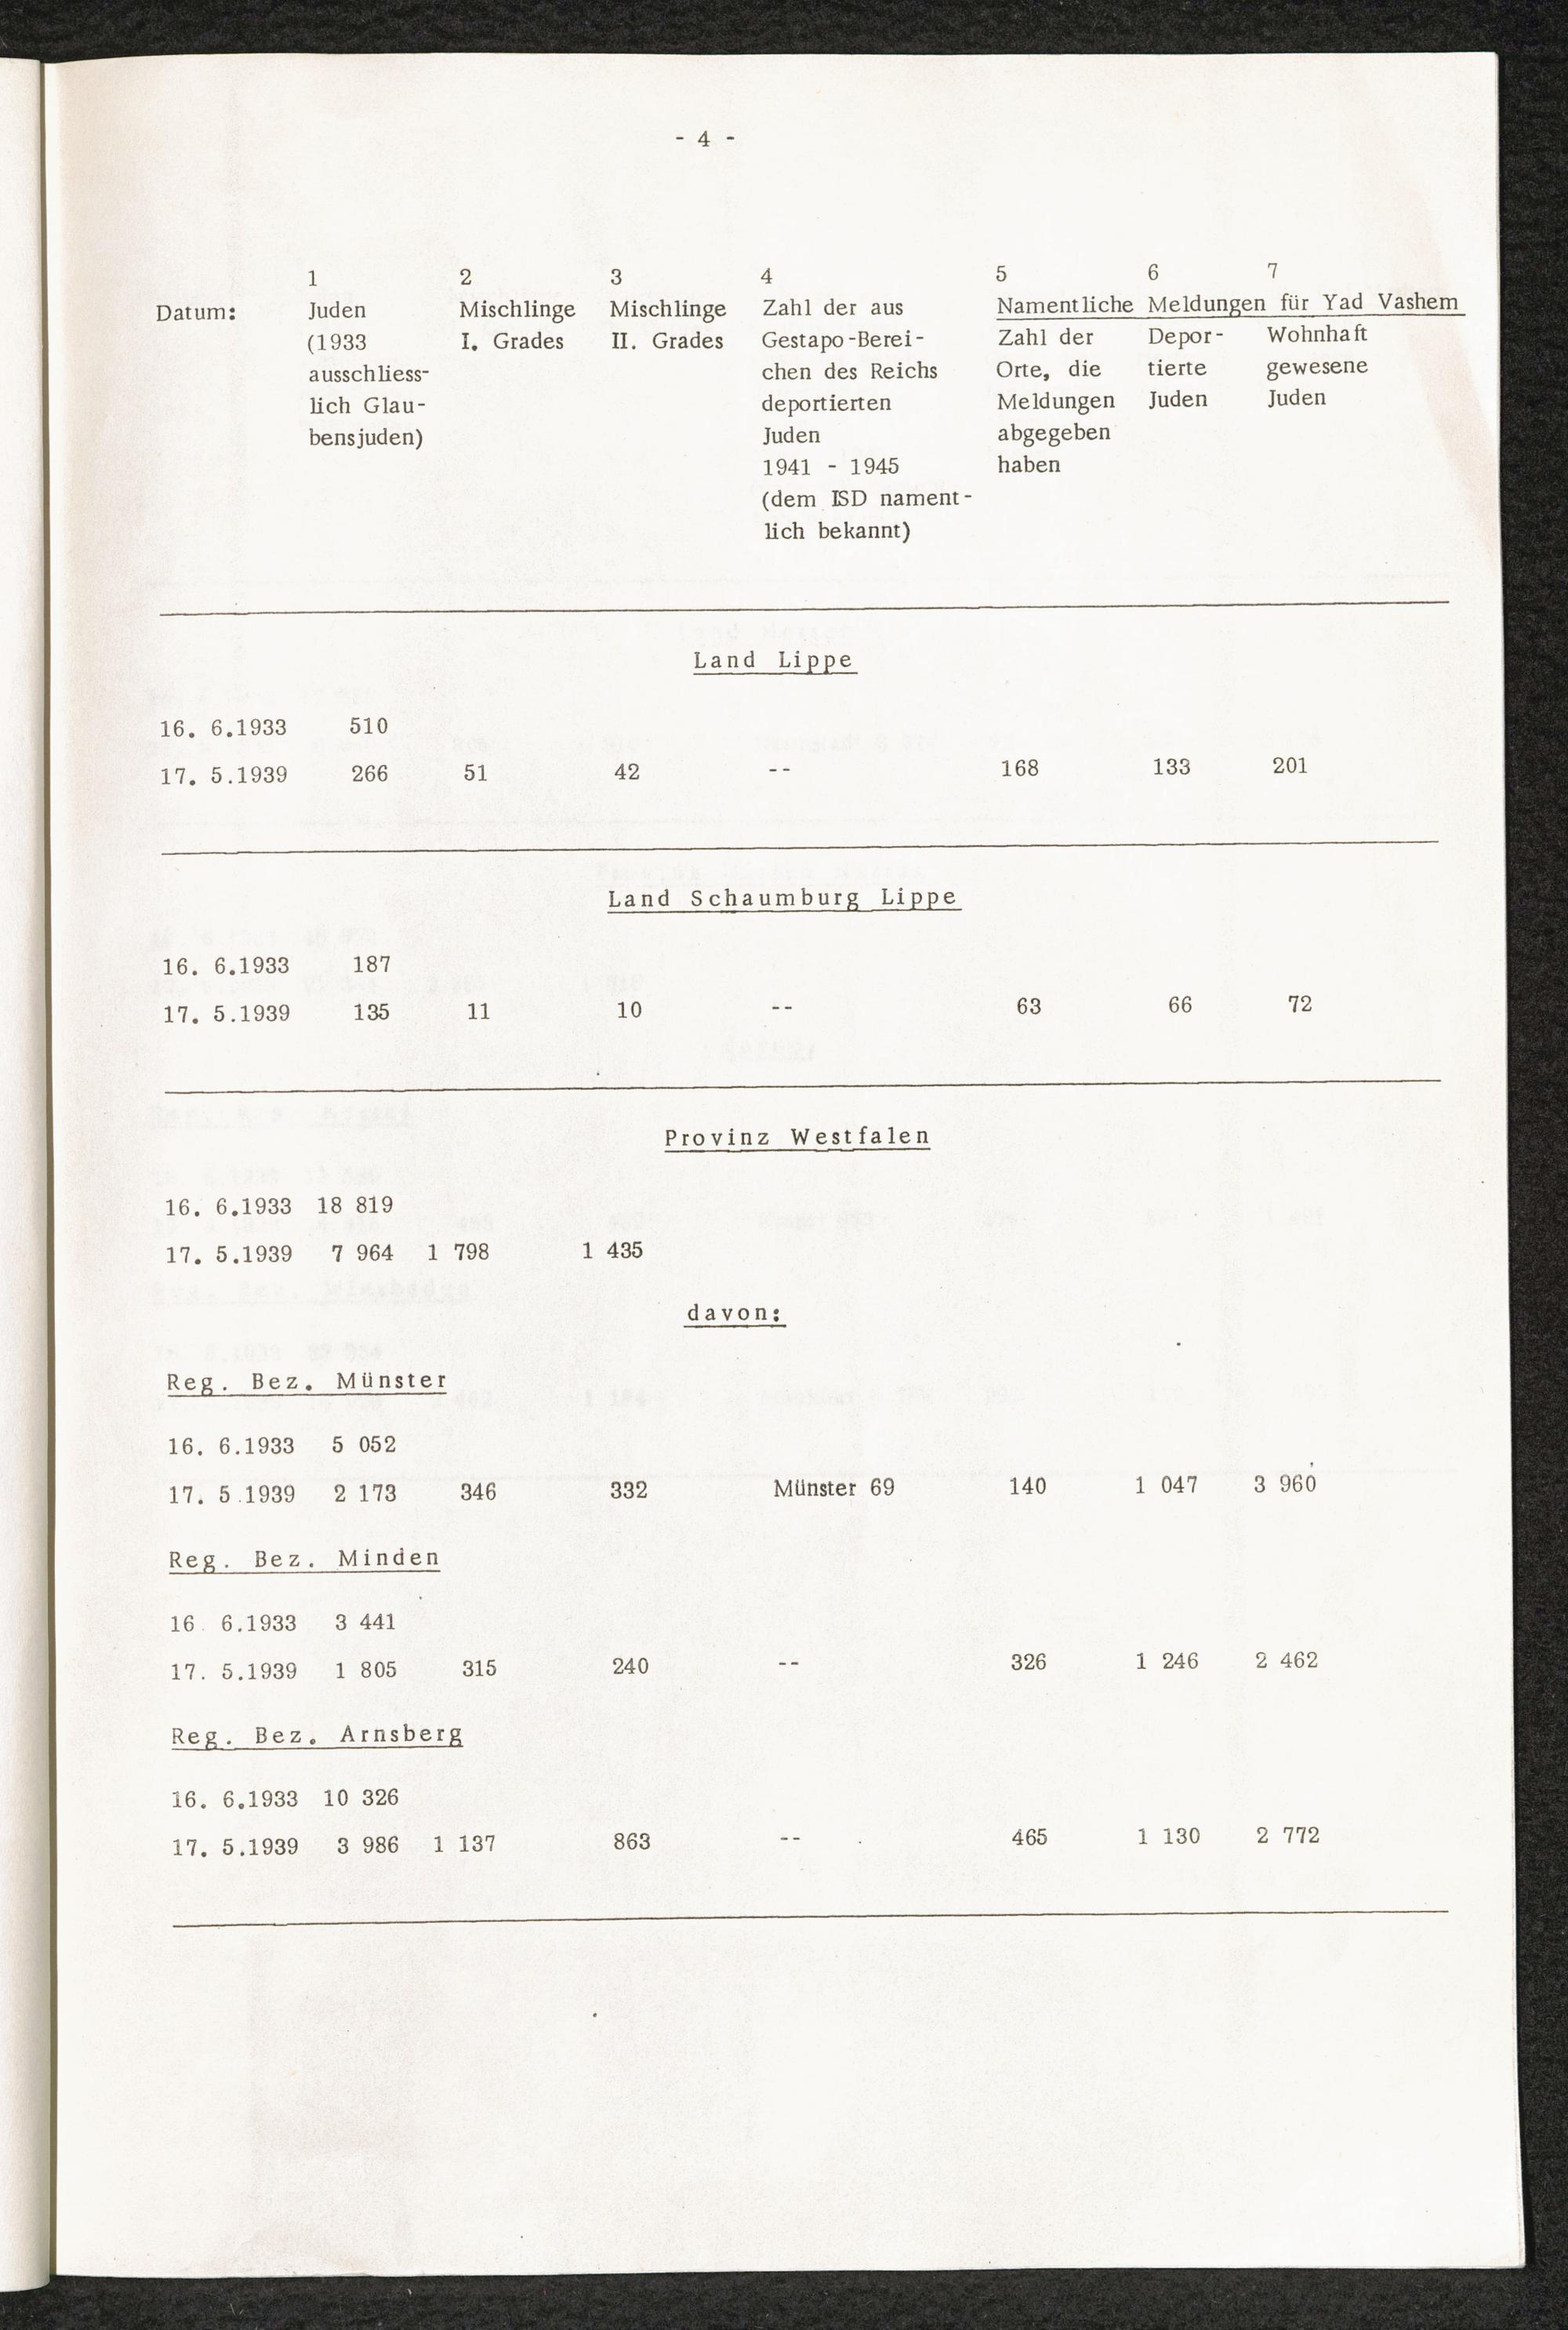 - 4 -
1 2 3 4 5 6 7
Datum: Juden Mischlinge Mischlinge Zahl der aus Namentliche Meldungen für Yad Vashem
(1933 I. Grades II. Grades Gestapo-Berei- Zahl der Depor- Wohnhaft
ausschliess- chen des Reichs Orte, die tierte gewesene
lich Glau- deportierten Meldungen Juden Juden
bensjuden) Juden abgegeben
1941 - 1945 haben
(dem ISD nament-
lich bekannt)
Land Lippe
16. 6.1933 510
17. 5.1939 266 51 42 -- 168 133 201
Land Schaumburg Lippe
16. 6.1933 187
17. 5.1939 135 11 10 -- 63 66 72
Provinz Westfalen
16. 6.1933 18 819
17. 5.1939 7 964 1 798 1 435
davon:
Reg. Bez. Münster
16. 6.1933 5 052
17. 5.1939 2 173 346 332 Münster 69 140 1 047 3 960
Reg. Bez. Minden
16. 6.1933 3 441
17. 5.1939 1 805 315 240 -- 326 1 246 2 462
Reg. Bez. Arnsberg
16. 6.1933 10 326
17. 5.1939 3 986 1 137 863 -- 465 1 130 2 772